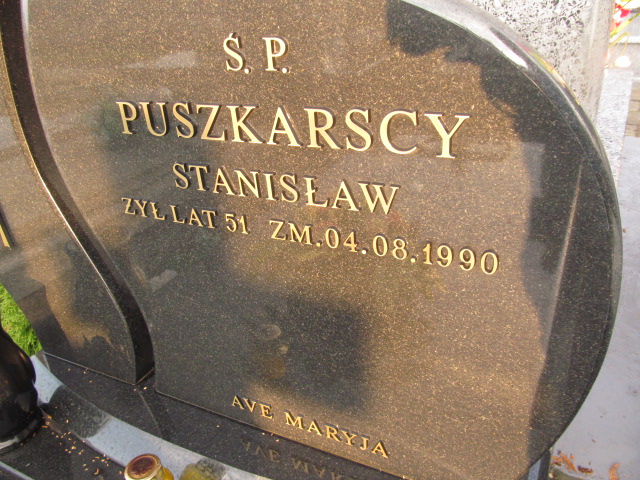 Ś. P.
PUSZKARSCY
STANISŁAW
ŻYŁ LAT 51 ZM.04.08.1990
AVE MARYJA